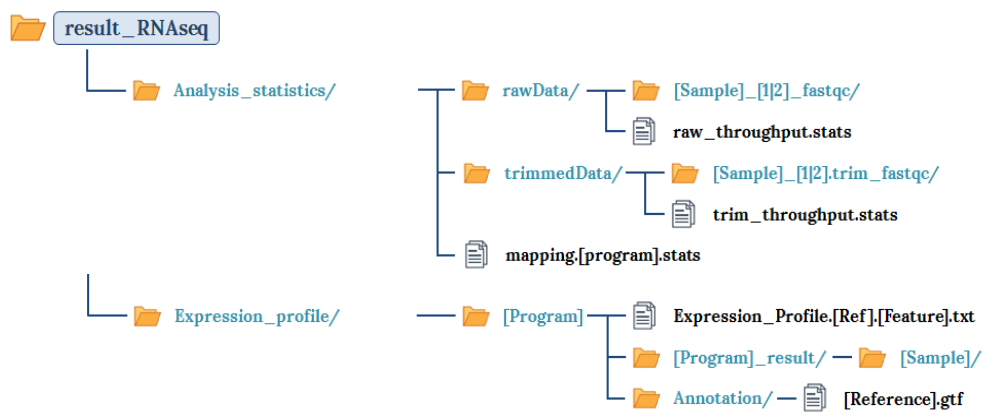 result_RNAseq
Analysis_statistics/ rawData/ [Sample]_[1|2]_fastqc/
raw_throughput.stats
trimmedData/ [Sample]_[1|2].trim_fastqc/
trim_throughput.stats
mapping.[program].stats
Expression_profile/ [Program] Expression_Profile.[Ref].[Feature].txt
[Program]_result/ [Sample]/
Annotation/ [Reference].gtf